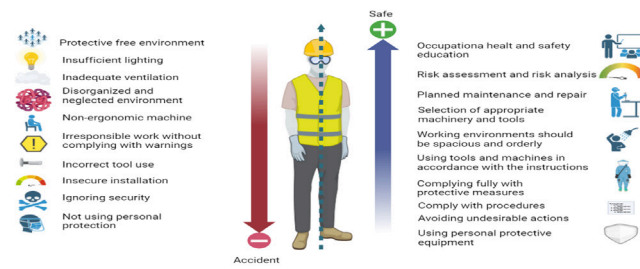 Safe
Protective free environment
Insufficient lighting
Inadequate ventilation
Disorganized and
neglected environment
Non-ergonomic machine
Irresponsible work without
complying with warnings
Incorrect tool use
Insecure installation
Ignoring security
Not using personal
protection
Accident
Occupationa healt and safety
education
Risk assessment and risk analysis
Planned maintenance and repair
Selection of appropriate
machinery and tools
Working environments should
be spacious and orderly
Using tools and machines in
accordance with the instructions
Complying fully with
protective measures
Comply with procedures
Avoiding undesirable actions
Using personal protective
equipment